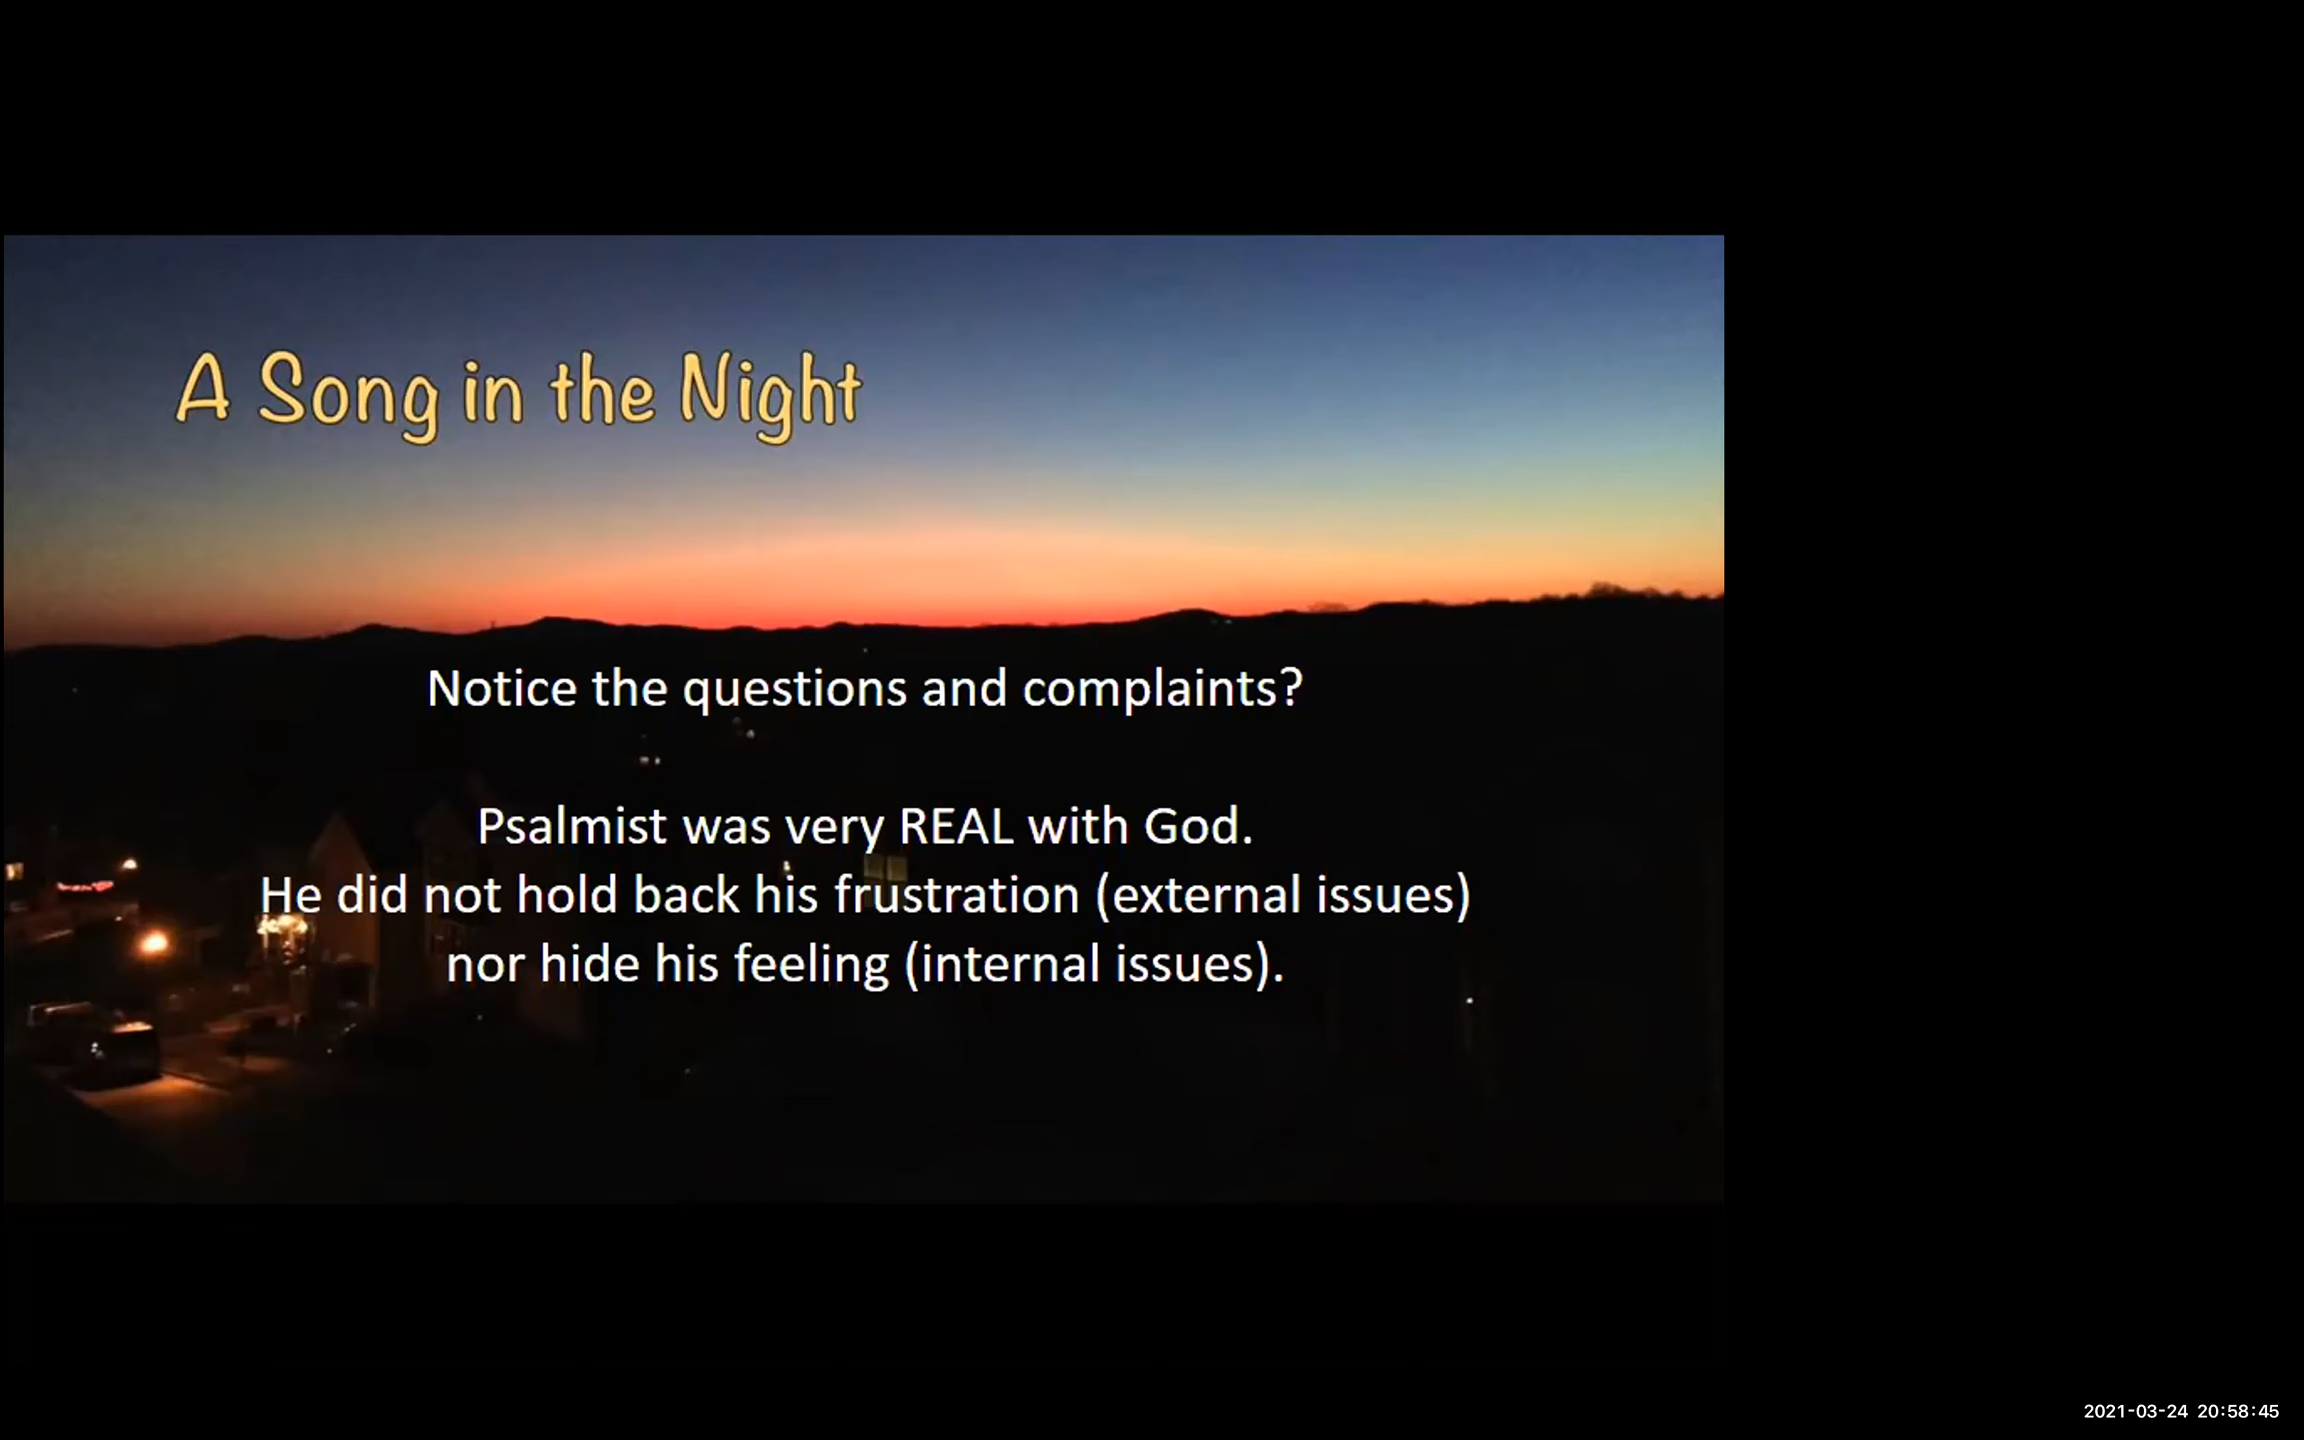 A Song in the Night
Notice the questions and complaints?
Psalmist was very REAL with God.
He did not hold back his frustration (external issues)
nor hide his feeling (internal issues).
2021-03-24 20:58:45